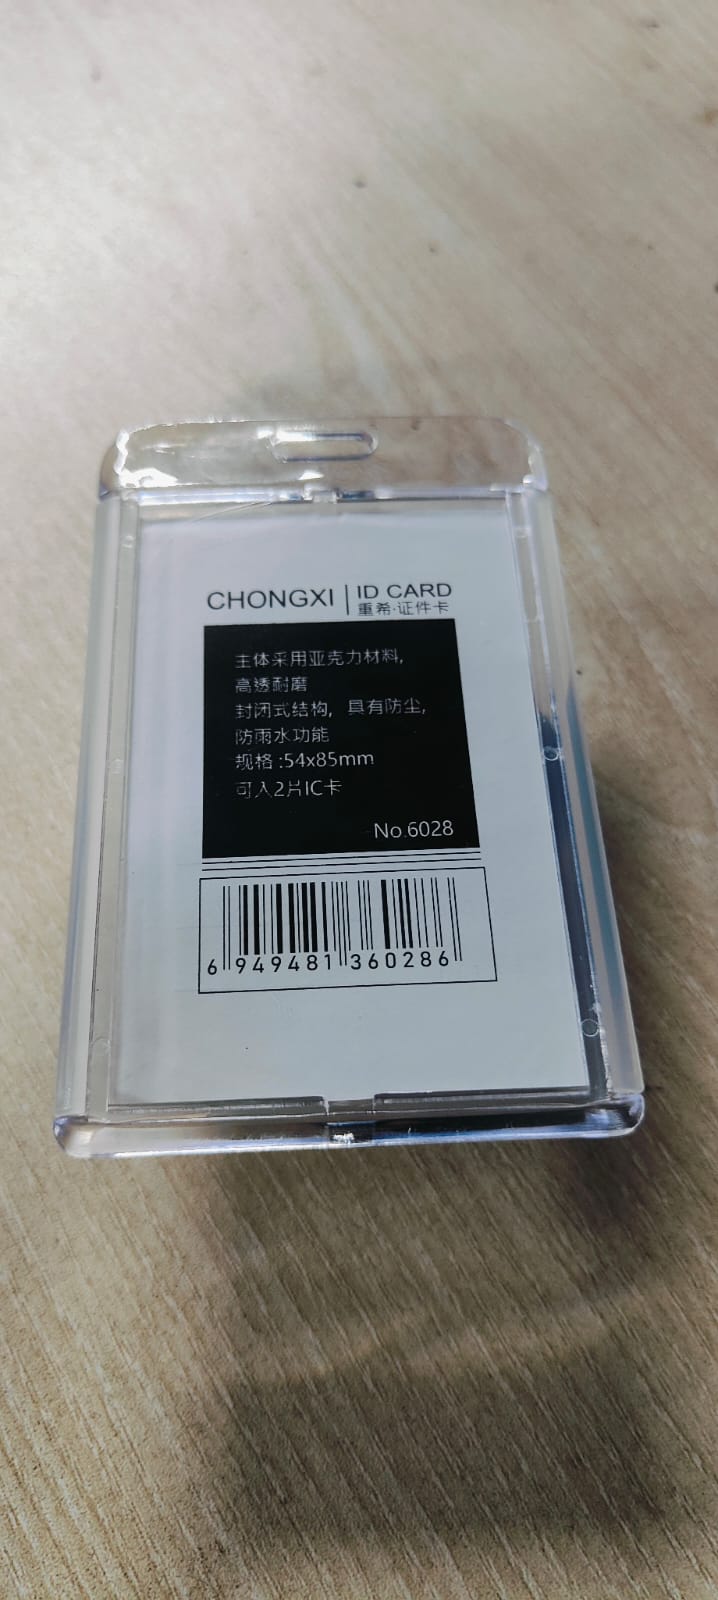 CHONGXI | ID CARD
重希·证件卡
主体采用亚克力材料,
高透耐磨
封闭式结构, 具有防尘,
防雨水功能
规格 :54x85mm
可入2片IC卡
No.6028
6 949481 360286